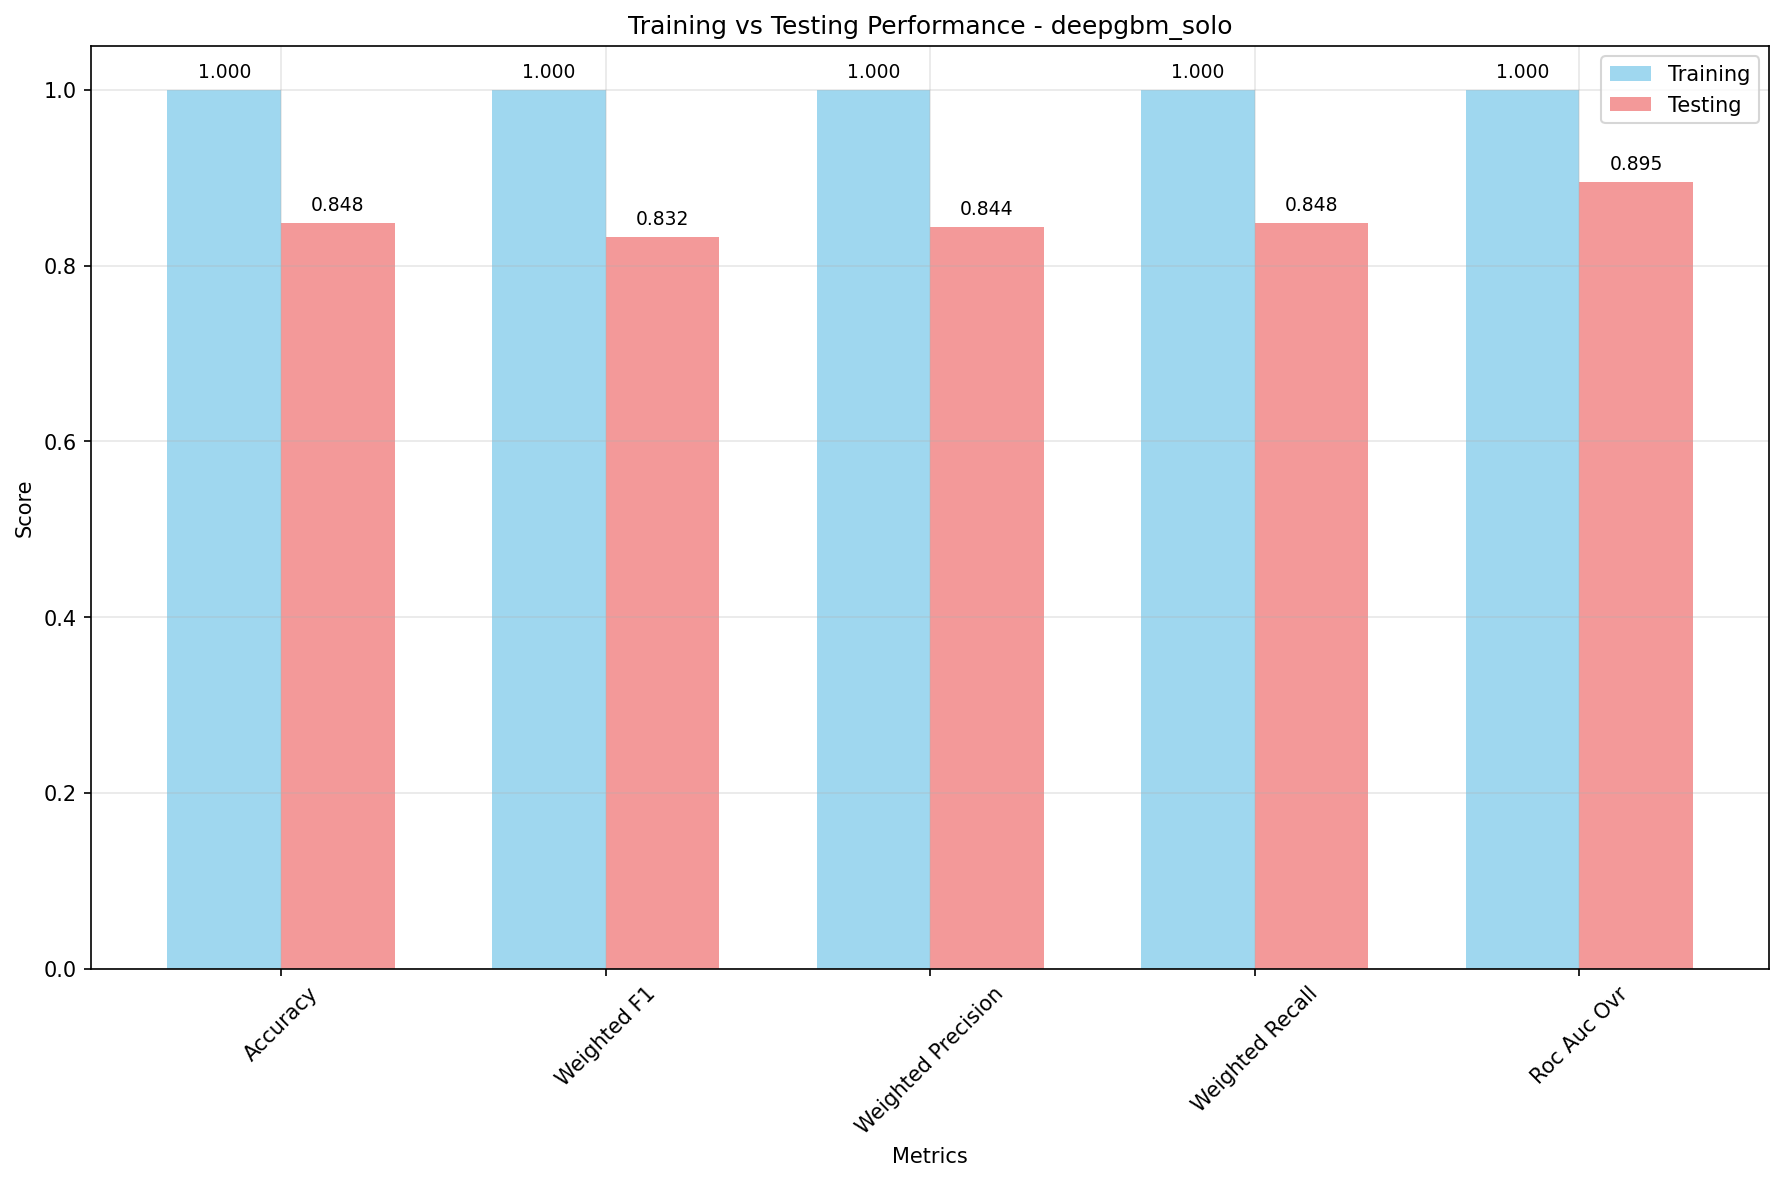 Training vs Testing Performance - deepgbm_solo
1.000
1.000
1.000
1.000
1.000
Training
Testing
0.848
0.832
0.844
0.848
0.895
1.0
0.8
0.6
0.4
0.2
0.0
Score
Accuracy
Weighted F1
Weighted Precision
Weighted Recall
Roc Auc Ovr
Metrics